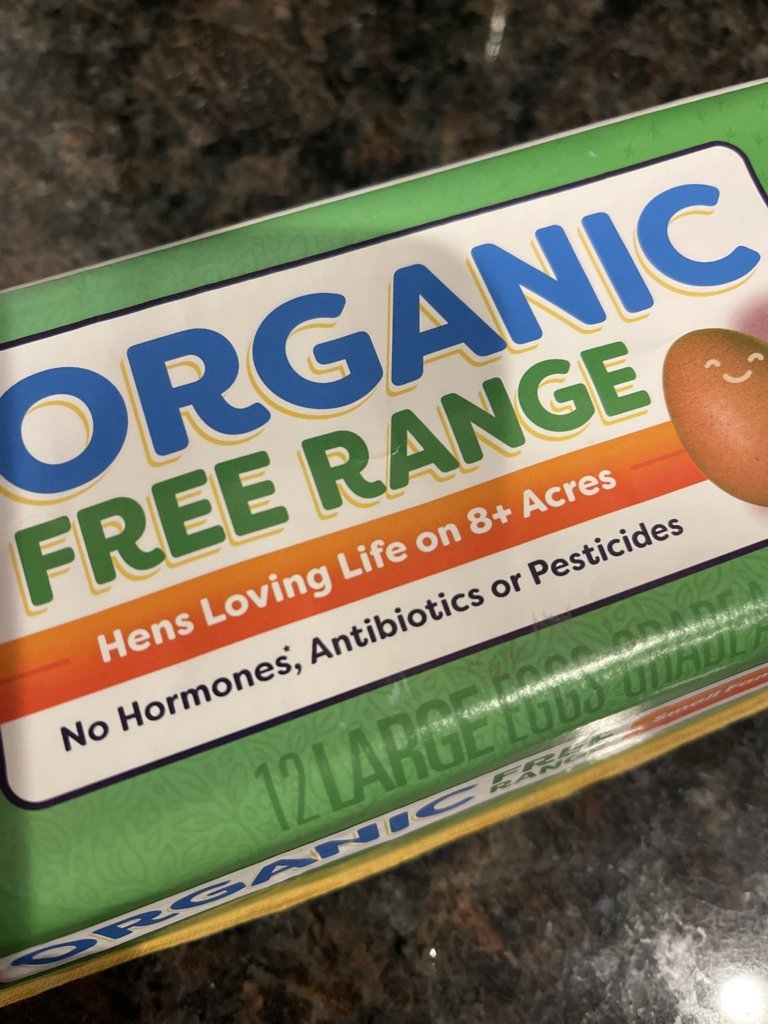 ORGANIC
FREE RANGE
Hens Loving Life on 8+ Acres
No Hormones*, Antibiotics or Pesticides
12 LARGE EGGS GRADE A
ORGANIC FREE RANGE